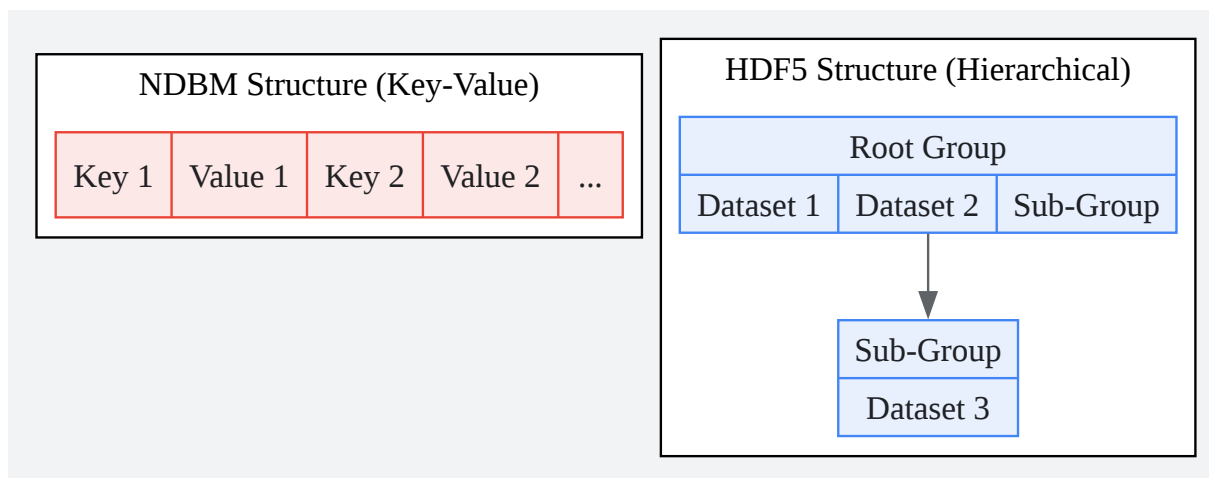 NDBM Structure (Key-Value)
Key 1 Value 1 Key 2 Value 2 ...
HDF5 Structure (Hierarchical)
Root Group
Dataset 1 Dataset 2 Sub-Group
Sub-Group
Dataset 3